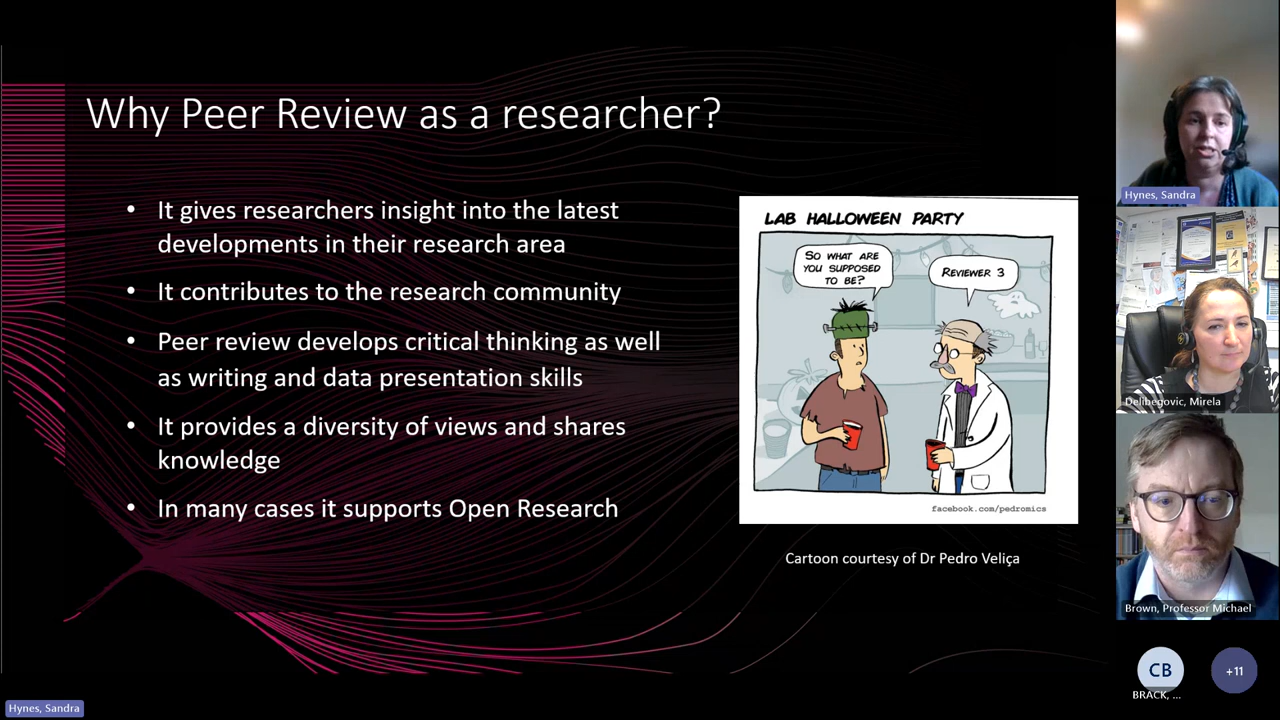 Why Peer Review as a researcher?
• It gives researchers insight into the latest
developments in their research area
• It contributes to the research community
• Peer review develops critical thinking as well
as writing and data presentation skills
• It provides a diversity of views and shares
knowledge
• In many cases it supports Open Research
LAB HALLOWEEN PARTY
SO WHAT ARE
YOU SUPPOSED
TO BE?
REVIEWER 3
facebook.com/pedromics
Cartoon courtesy of Dr Pedro Veliça
Hynes, Sandra
Delibegovic, Mirela
Brown, Professor Michael
CB
BRACK, ...
+11
Hynes, Sandra